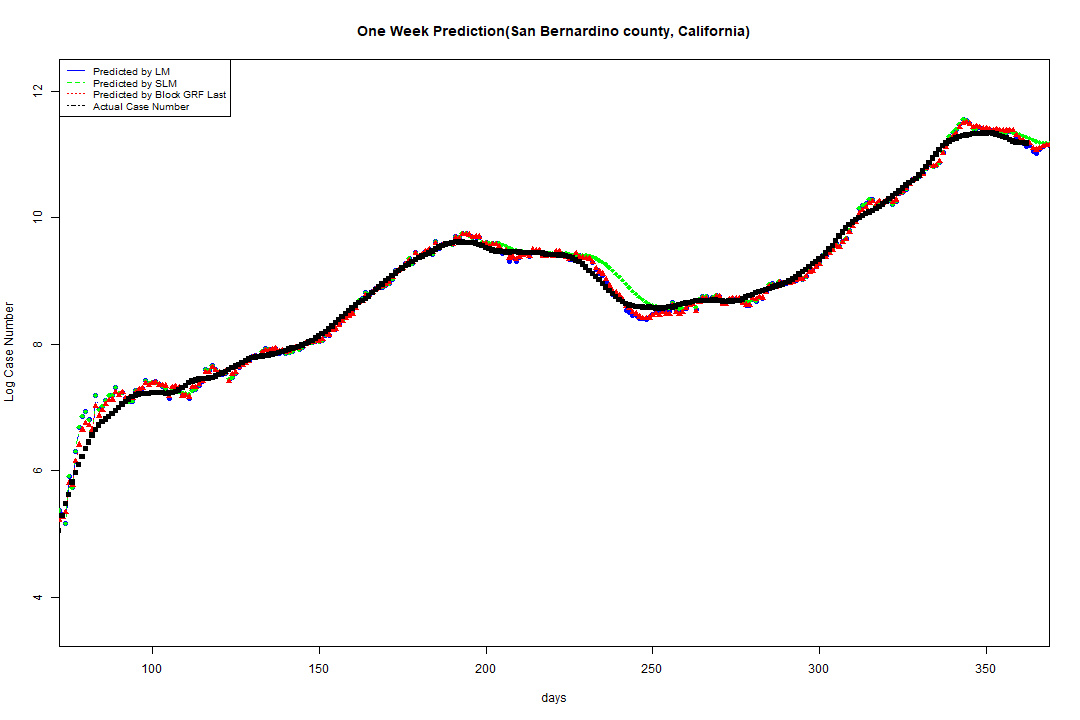 One Week Prediction(San Bernardino county, California)
Predicted by LM
Predicted by SLM
Predicted by Block GRF Last
Actual Case Number
12
10
8
6
4
Log Case Number
100 150 200 250 300 350
days